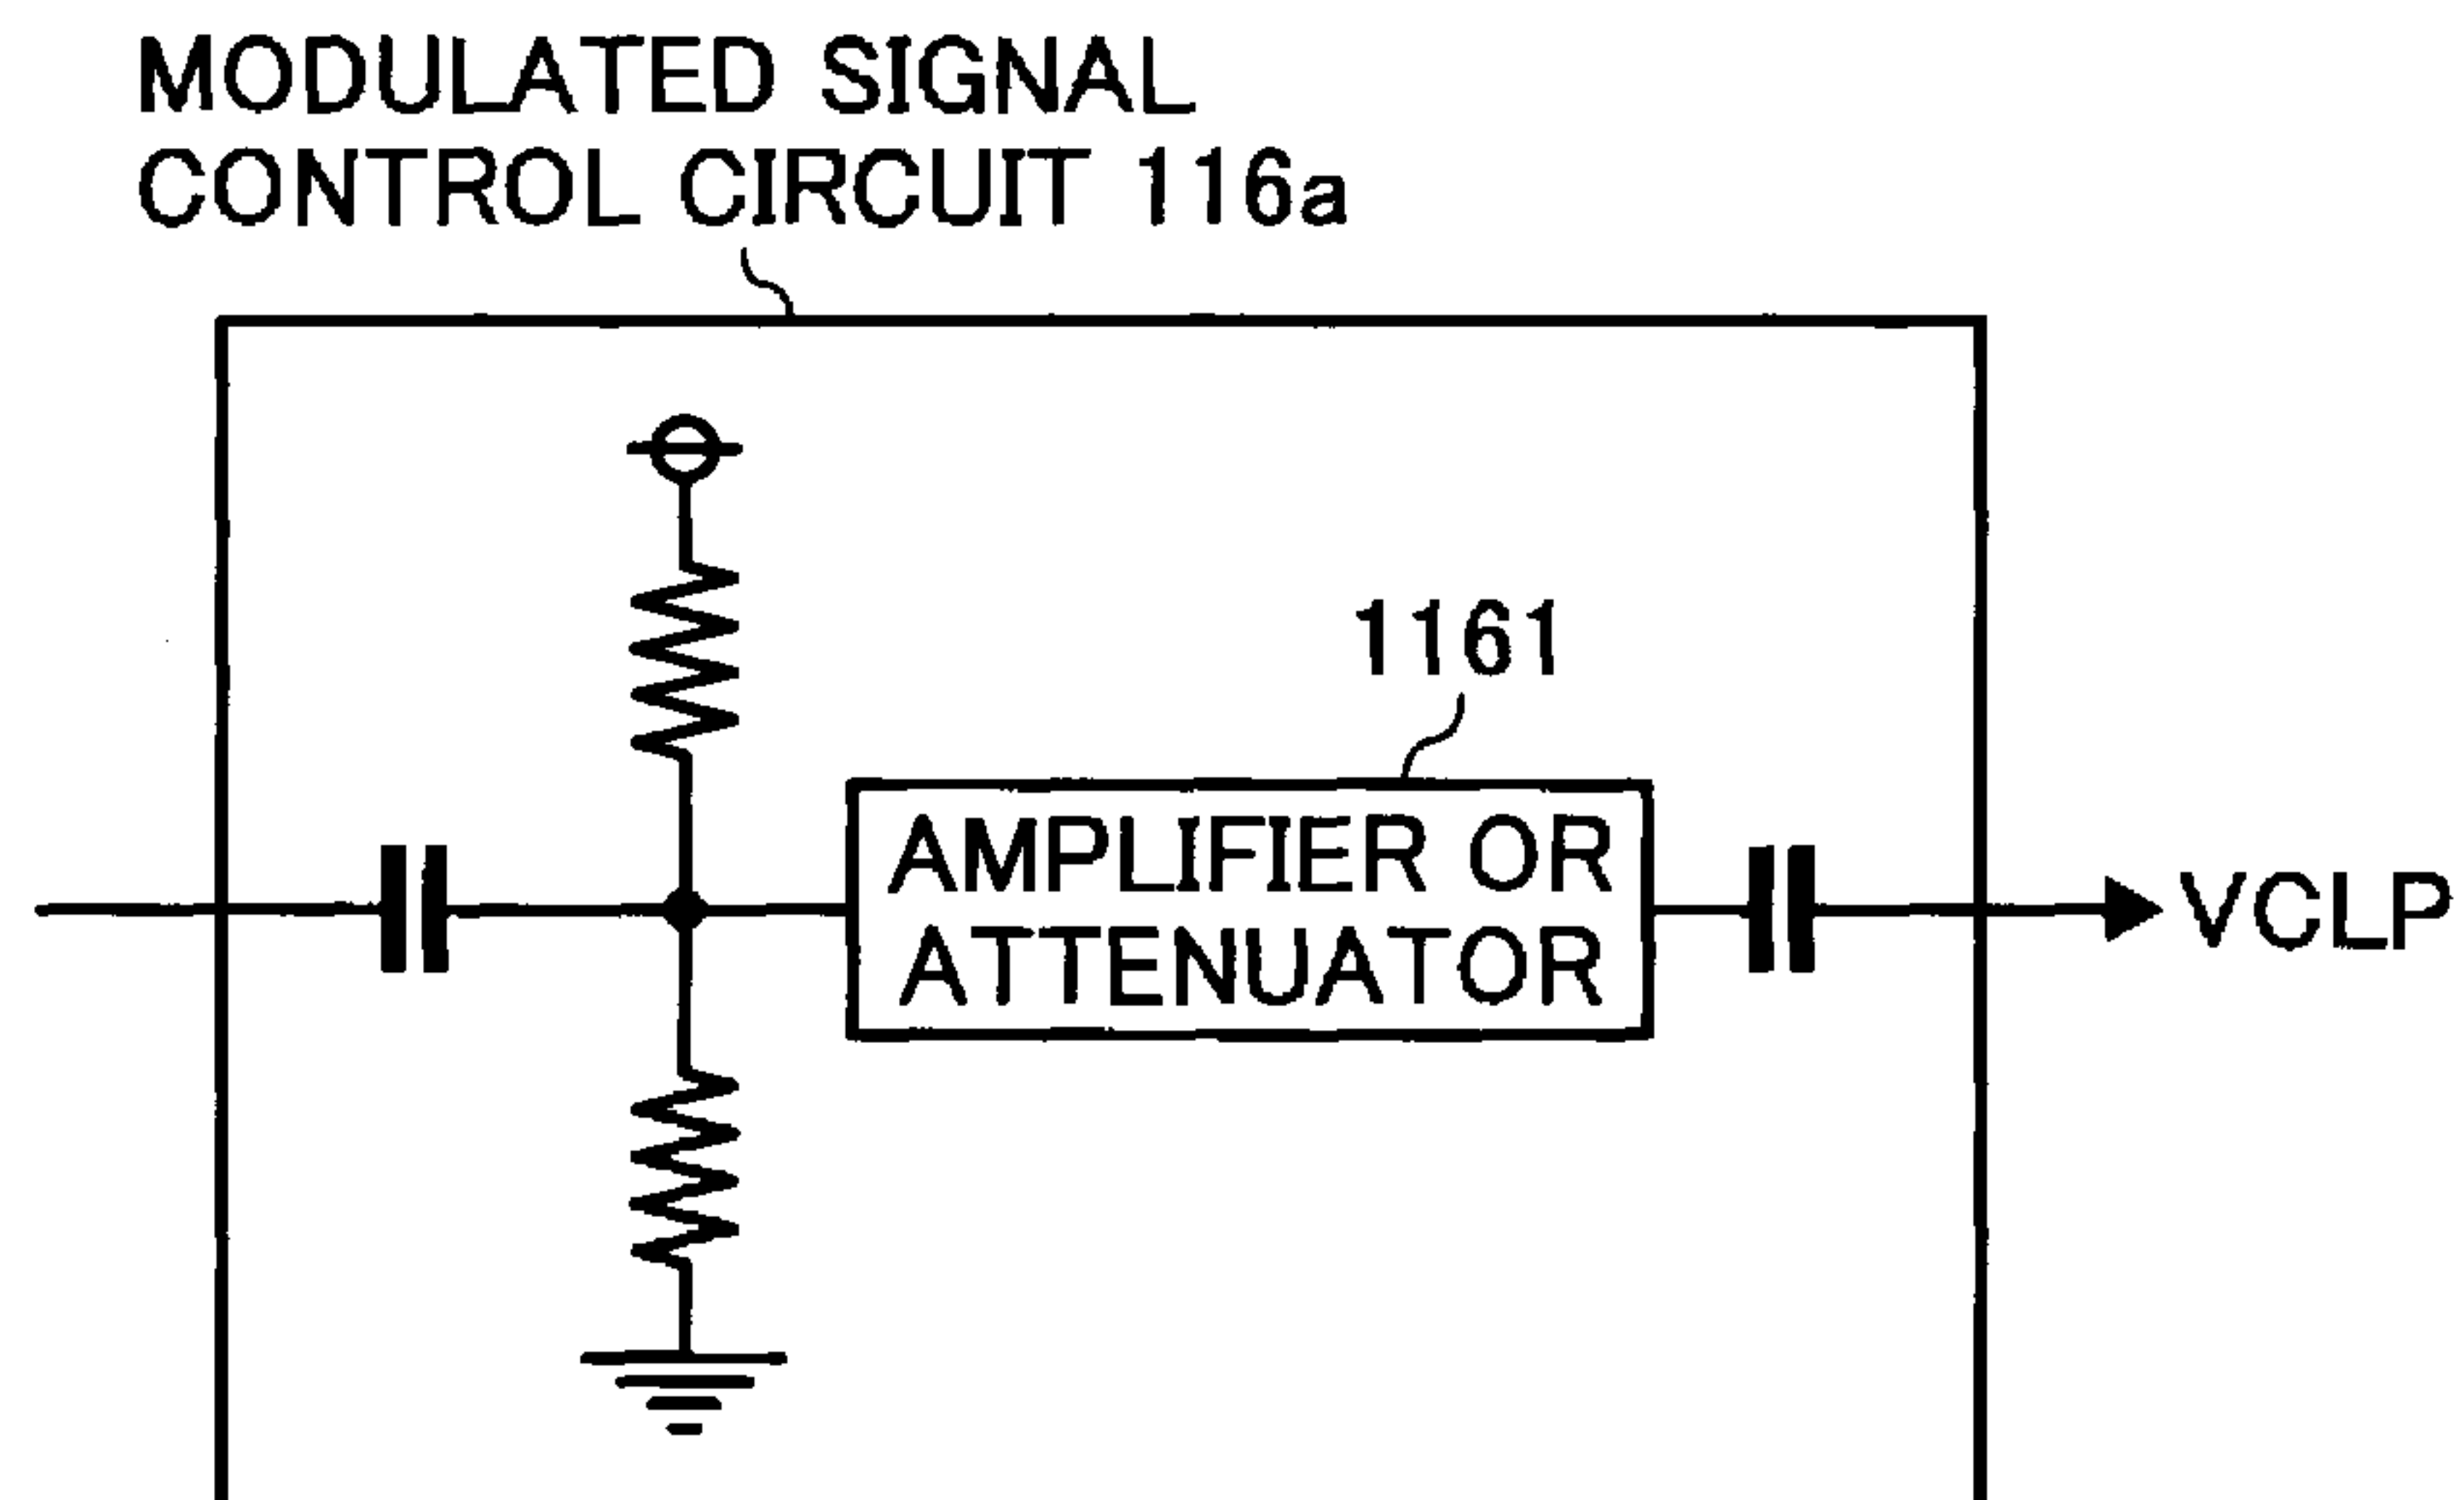 MODULATED SIGNAL
CONTROL CIRCUIT 116a
1161
AMPLIFIER OR
ATTENUATOR
VCLP